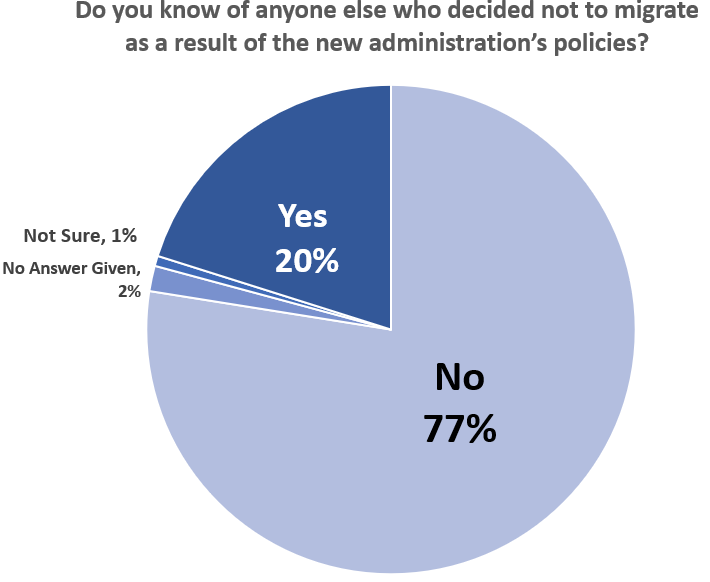 Do you know of anyone else who decided not to migrate
as a result of the new administration’s policies?
Yes
20%
Not Sure, 1%
No Answer Given,
2%
No
77%